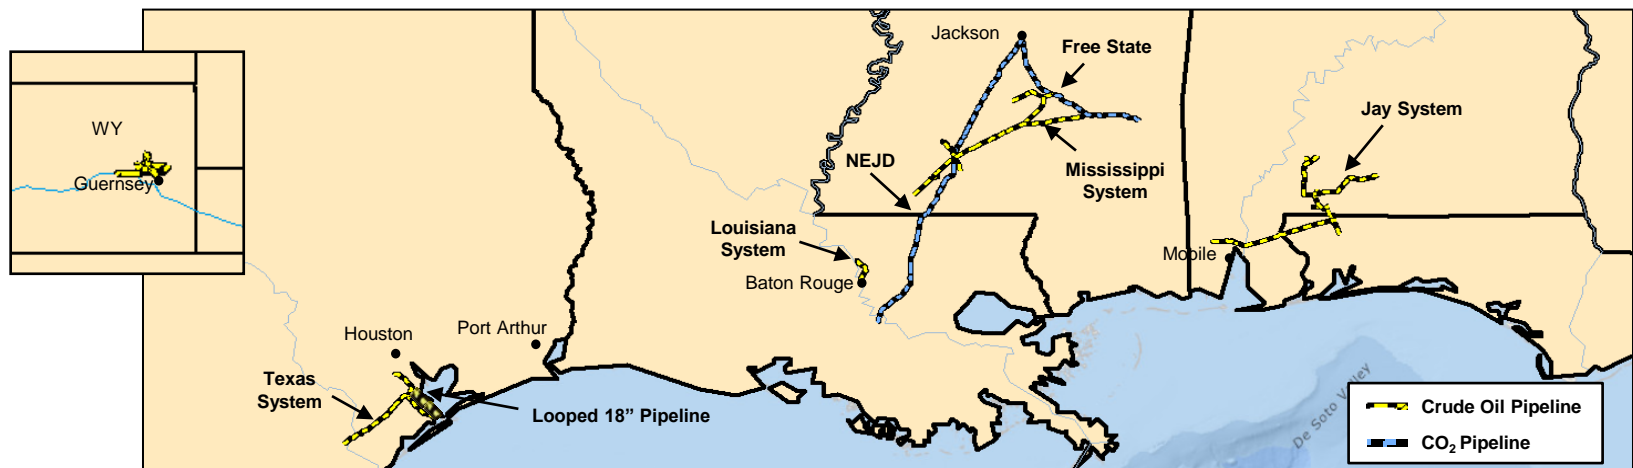 Jackson
Free State
WY
Jay System
Guernsey
NEJD
Mississippi
System
Louisiana
System
Mobile
Baton Rouge
Port Arthur
Houston
Texas
System
Looped 18” Pipeline
De Soto Valley
Crude Oil Pipeline
CO₂ Pipeline